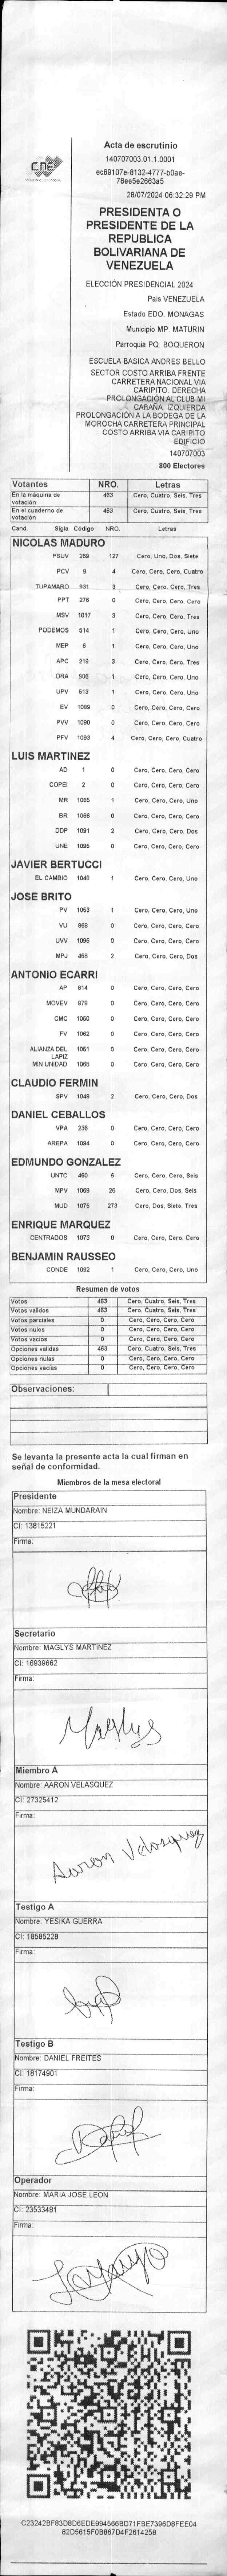 CNE
Acta de escrutinio
140707003.01.1.0001
ec89107e-8132-4777-b0ae-
78ee5e2663a5
28/07/2024 06:32:29 PM
PRESIDENTA O
PRESIDENTE DE LA
REPUBLICA
BOLIVARIANA DE
VENEZUELA
ELECCIÓN PRESIDENCIAL 2024
Pais VENEZUELA
Estado EDO. MONAGAS
Municipio MP. MATURIN
Parroquia PQ. BOQUERON
ESCUELA BASICA ANDRES BELLO
SECTOR COSTO ARRIBA FRENTE
CARRETERA NACIONAL VIA
CARIPITO. DERECHA
PROLONGACIÓN AL CLUB MI
CARAÑA. IZQUIERDA
PROLONGACIÓN A LA BODEGA DE LA
MOROCHA CARRETERA PRINCIPAL
COSTO ARRIBA VIA CARIPITO
EDIFICIO
140707003
800 Electores
Votantes NRO. Letras
En la máquina de votación 463 Cero, Cuatro, Seis, Tres
En el cuaderno de votación 463 Cero, Cuatro, Seis, Tres
Cand. Sigla Código NRO. Letras
NICOLAS MADURO
PSUV 269 127 Cero, Uno, Dos, Siete
PCV 9 4 Cero, Cero, Cero, Cuatro
TUPAMARO 931 3 Cero, Cero, Cero, Tres
PPT 276 0 Cero, Cero, Cero, Cero
MSV 1017 3 Cero, Cero, Cero, Tres
PODEMOS 514 1 Cero, Cero, Cero, Uno
MEP 6 1 Cero, Cero, Cero, Uno
APC 219 3 Cero, Cero, Cero, Tres
ORA 506 1 Cero, Cero, Cero, Uno
UPV 613 1 Cero, Cero, Cero, Uno
EV 1089 0 Cero, Cero, Cero, Cero
PVV 1090 0 Cero, Cero, Cero, Cero
PFV 1093 4 Cero, Cero, Cero, Cuatro
LUIS MARTINEZ
AD 1 0 Cero, Cero, Cero, Cero
COPEI 2 0 Cero, Cero, Cero, Cero
MR 1065 1 Cero, Cero, Cero, Uno
BR 1066 0 Cero, Cero, Cero, Cero
DDP 1091 2 Cero, Cero, Cero, Dos
UNE 1095 0 Cero, Cero, Cero, Cero
JAVIER BERTUCCI
EL CAMBIO 1048 1 Cero, Cero, Cero, Uno
JOSE BRITO
PV 1053 1 Cero, Cero, Cero, Uno
VU 868 0 Cero, Cero, Cero, Cero
UVV 1096 0 Cero, Cero, Cero, Cero
MPJ 458 2 Cero, Cero, Cero, Dos
ANTONIO ECARRI
AP 814 0 Cero, Cero, Cero, Cero
MOVEV 879 0 Cero, Cero, Cero, Cero
CMC 1050 0 Cero, Cero, Cero, Cero
FV 1062 0 Cero, Cero, Cero, Cero
ALIANZA DEL LAPIZ 1051 0 Cero, Cero, Cero, Cero
MIN UNIDAD 1058 0 Cero, Cero, Cero, Cero
CLAUDIO FERMIN
SPV 1049 2 Cero, Cero, Cero, Dos
DANIEL CEBALLOS
VPA 236 0 Cero, Cero, Cero, Cero
AREPA 1094 0 Cero, Cero, Cero, Cero
EDMUNDO GONZALEZ
UNTC 460 6 Cero, Cero, Cero, Seis
MPV 1069 26 Cero, Cero, Dos, Seis
MUD 1075 273 Cero, Dos, Siete, Tres
ENRIQUE MARQUEZ
CENTRADOS 1073 0 Cero, Cero, Cero, Cero
BENJAMIN RAUSSEO
CONDE 1092 1 Cero, Cero, Cero, Uno
Resumen de votos
Votos 463 Cero, Cuatro, Seis, Tres
Votos validos 463 Cero, Cuatro, Seis, Tres
Votos parciales 0 Cero, Cero, Cero, Cero
Votos nulos 0 Cero, Cero, Cero, Cero
Votos vacios 0 Cero, Cero, Cero, Cero
Opciones validas 463 Cero, Cuatro, Seis, Tres
Opciones nulas 0 Cero, Cero, Cero, Cero
Opciones vacias 0 Cero, Cero, Cero, Cero
Observaciones:
Se levanta la presente acta la cual firman en
señal de conformidad.
Miembros de la mesa electoral
Presidente
Nombre: NEIZA MUNDARAIN
CI: 13815221
Firma:
Secretario
Nombre: MAGLYS MARTINEZ
CI: 16939662
Firma:
Maglys
Miembro A
Nombre: AARON VELASQUEZ
CI: 27325412
Firma:
Aaron Velasquez
Testigo A
Nombre: YESIKA GUERRA
CI: 18585228
Firma:
Testigo B
Nombre: DANIEL FREITES
CI: 18174901
Firma:
Operador
Nombre: MARIA JOSE LEON
CI: 23533481
Firma:
C23242BF83D8D6EDE994566BD71FBE7396D8FEE04
82D5615F0B867D4F2614258